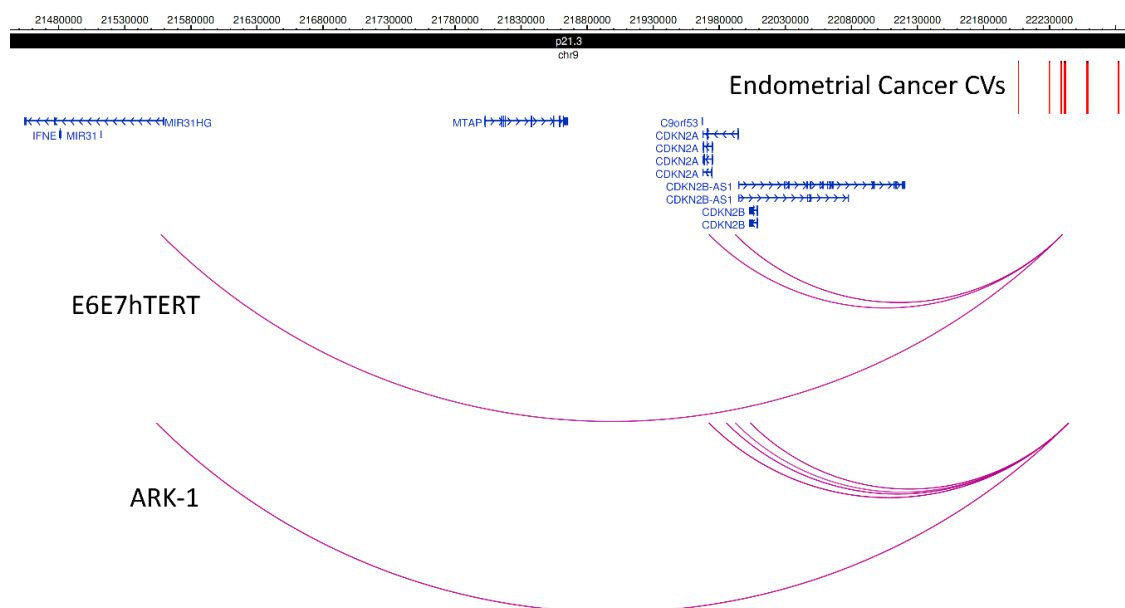 21480000 21530000 21580000 21630000 21680000 21730000 21780000 21830000 21880000 21930000 21980000 22030000 22080000 22130000 22180000 22230000
p21.3
chr9
Endometrial Cancer CVs
MIR31HG MTAP C9orf53
IFNE MIR31 CDKN2A
CDKN2A
CDKN2A
CDKN2A
CDKN2B-AS1
CDKN2B-AS1
CDKN2B
CDKN2B
E6E7hTERT
ARK-1